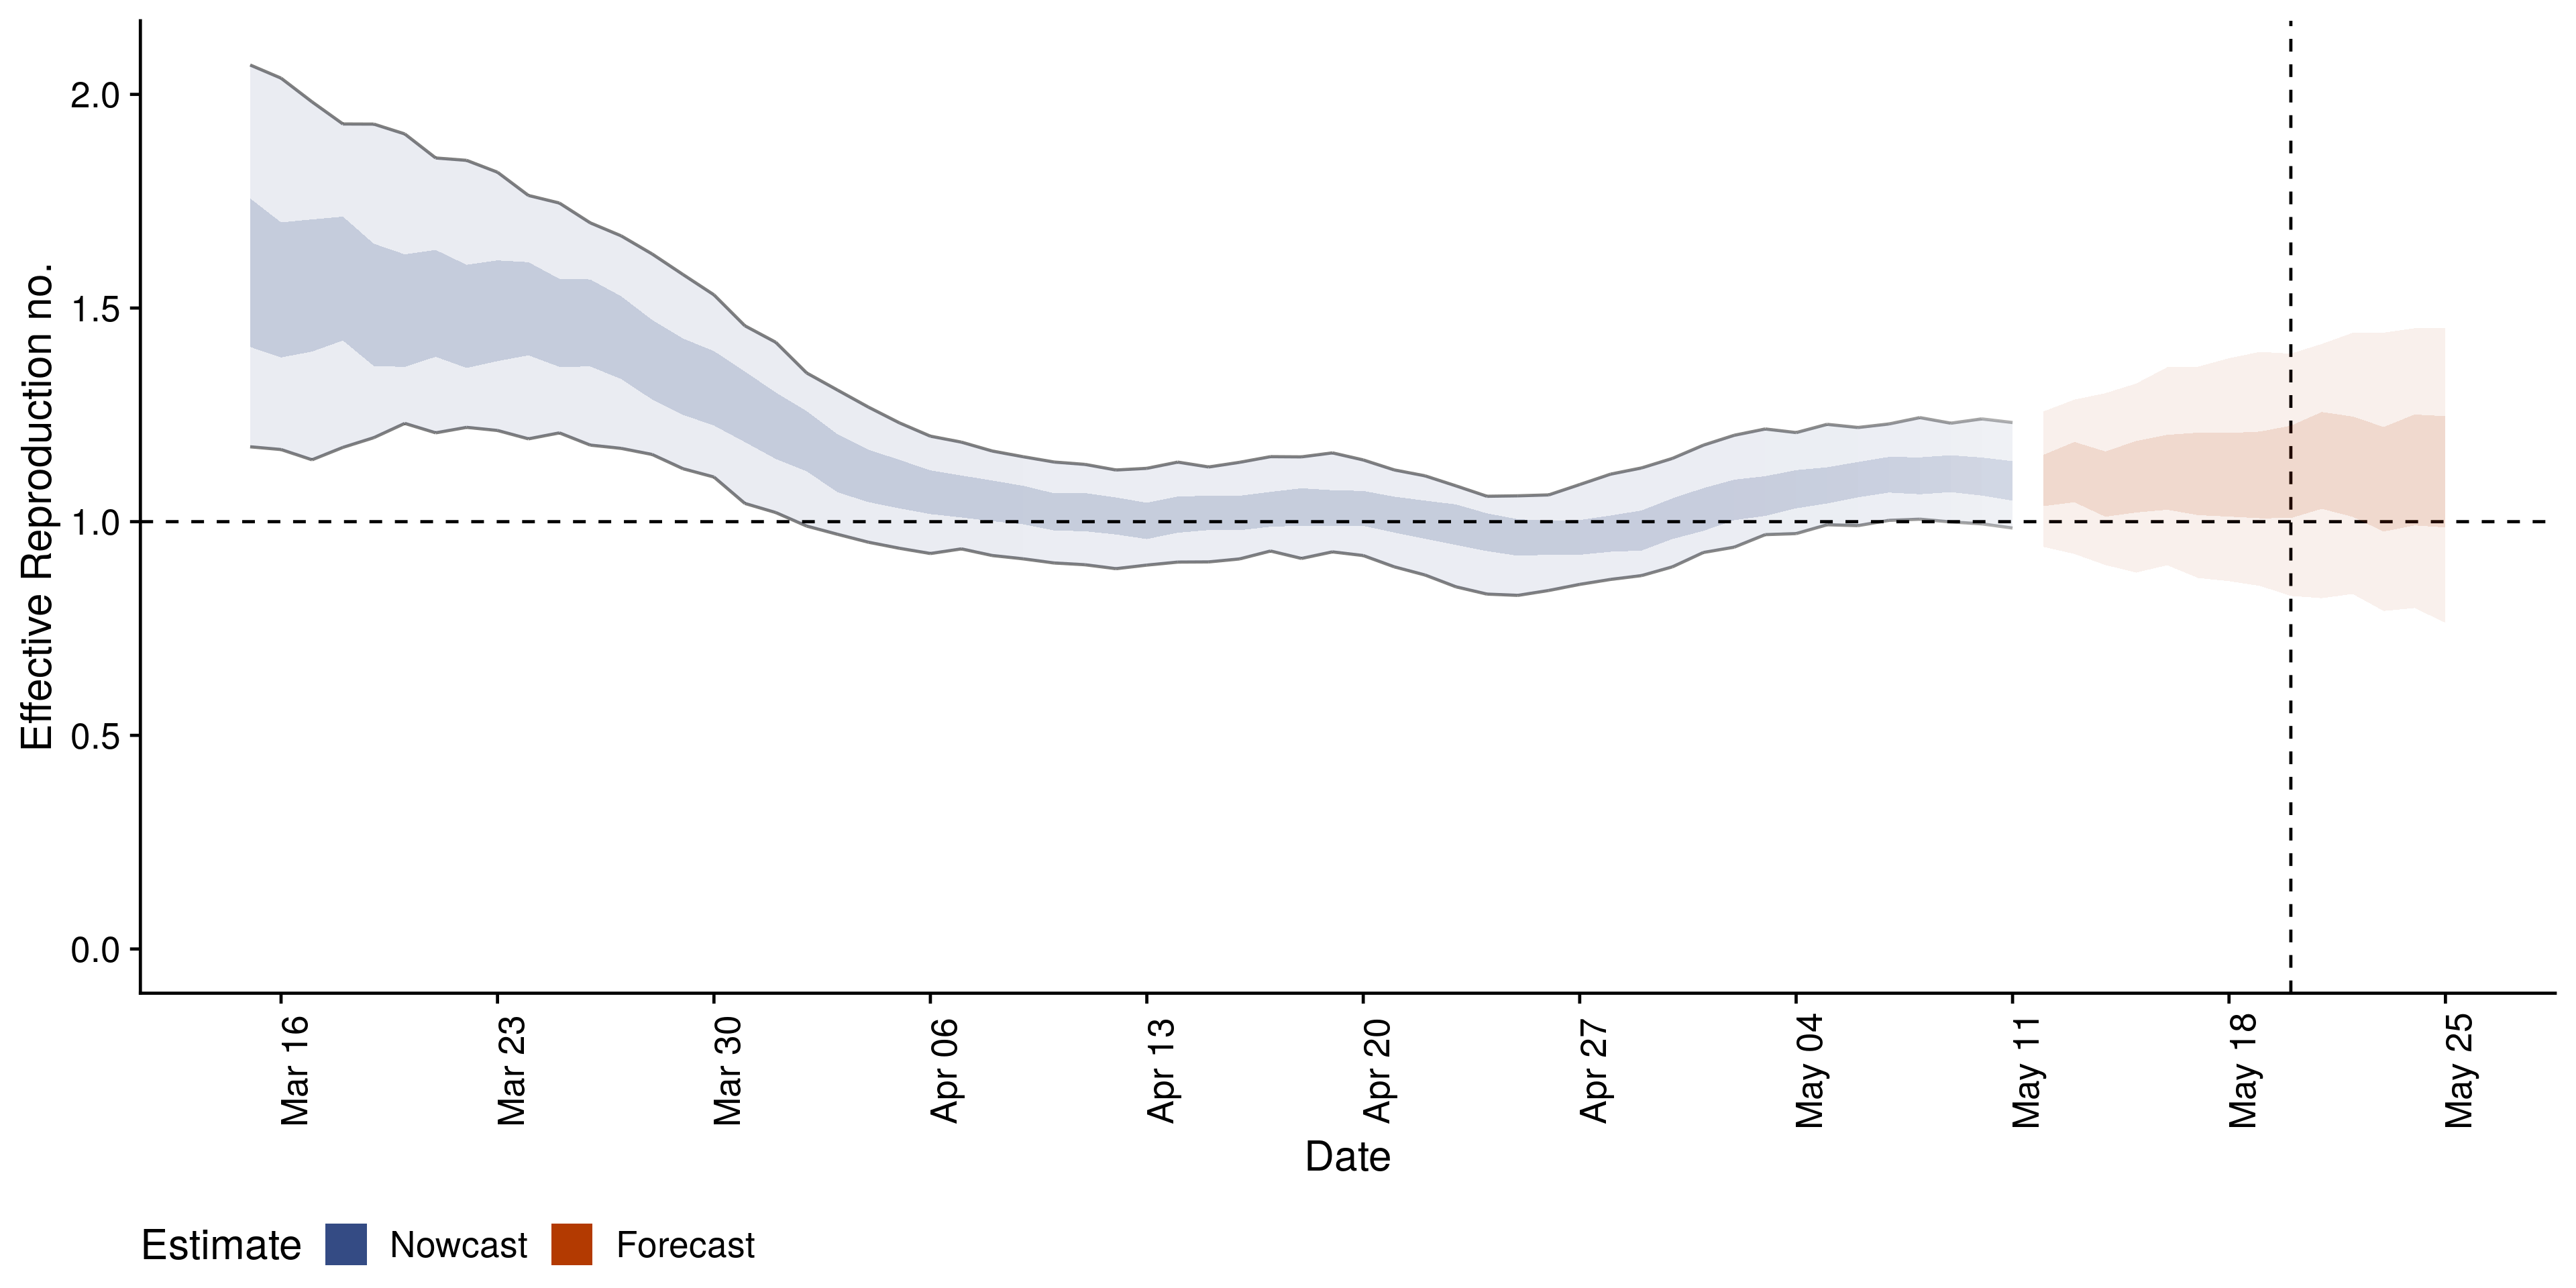 Effective Reproduction no.
2.0
1.5
1.0
0.5
0.0
Mar 16
Mar 23
Mar 30
Apr 06
Apr 13
Apr 20
Apr 27
May 04
May 11
May 18
May 25
Date
Estimate Nowcast Forecast